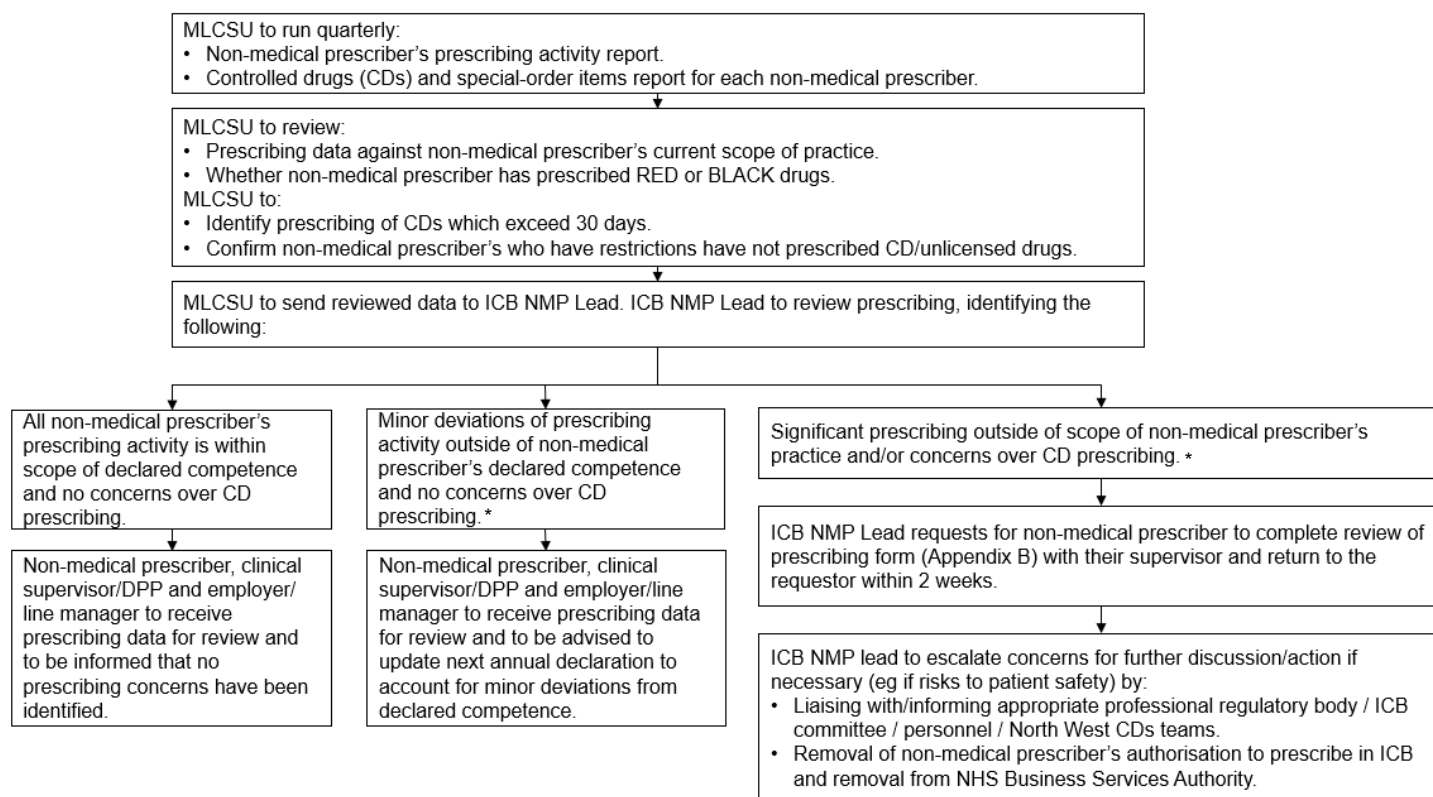 MLCSU to run quarterly:
• Non-medical prescriber's prescribing activity report.
• Controlled drugs (CDs) and special-order items report for each non-medical prescriber.
MLCSU to review:
• Prescribing data against non-medical prescriber's current scope of practice.
• Whether non-medical prescriber has prescribed RED or BLACK drugs.
MLCSU to:
• Identify prescribing of CDs which exceed 30 days.
• Confirm non-medical prescriber's who have restrictions have not prescribed CD/unlicensed drugs.
MLCSU to send reviewed data to ICB NMP Lead. ICB NMP Lead to review prescribing, identifying the
following:
All non-medical prescriber's
prescribing activity is within
scope of declared competence
and no concerns over CD
prescribing.
Non-medical prescriber, clinical
supervisor/DPP and employer/
line manager to receive
prescribing data for review and
to be informed that no
prescribing concerns have been
identified.
Minor deviations of prescribing
activity outside of non-medical
prescriber's declared competence
and no concerns over CD
prescribing. *
Non-medical prescriber, clinical
supervisor/DPP and employer/line
manager to receive prescribing data
for review and to be advised to
update next annual declaration to
account for minor deviations from
declared competence.
Significant prescribing outside of scope of non-medical prescriber's
practice and/or concerns over CD prescribing. *
ICB NMP Lead requests for non-medical prescriber to complete review of
prescribing form (Appendix B) with their supervisor and return to the
requestor within 2 weeks.
ICB NMP lead to escalate concerns for further discussion/action if
necessary (eg if risks to patient safety) by:
• Liaising with/informing appropriate professional regulatory body / ICB
committee / personnel / North West CDs teams.
• Removal of non-medical prescriber's authorisation to prescribe in ICB
and removal from NHS Business Services Authority.